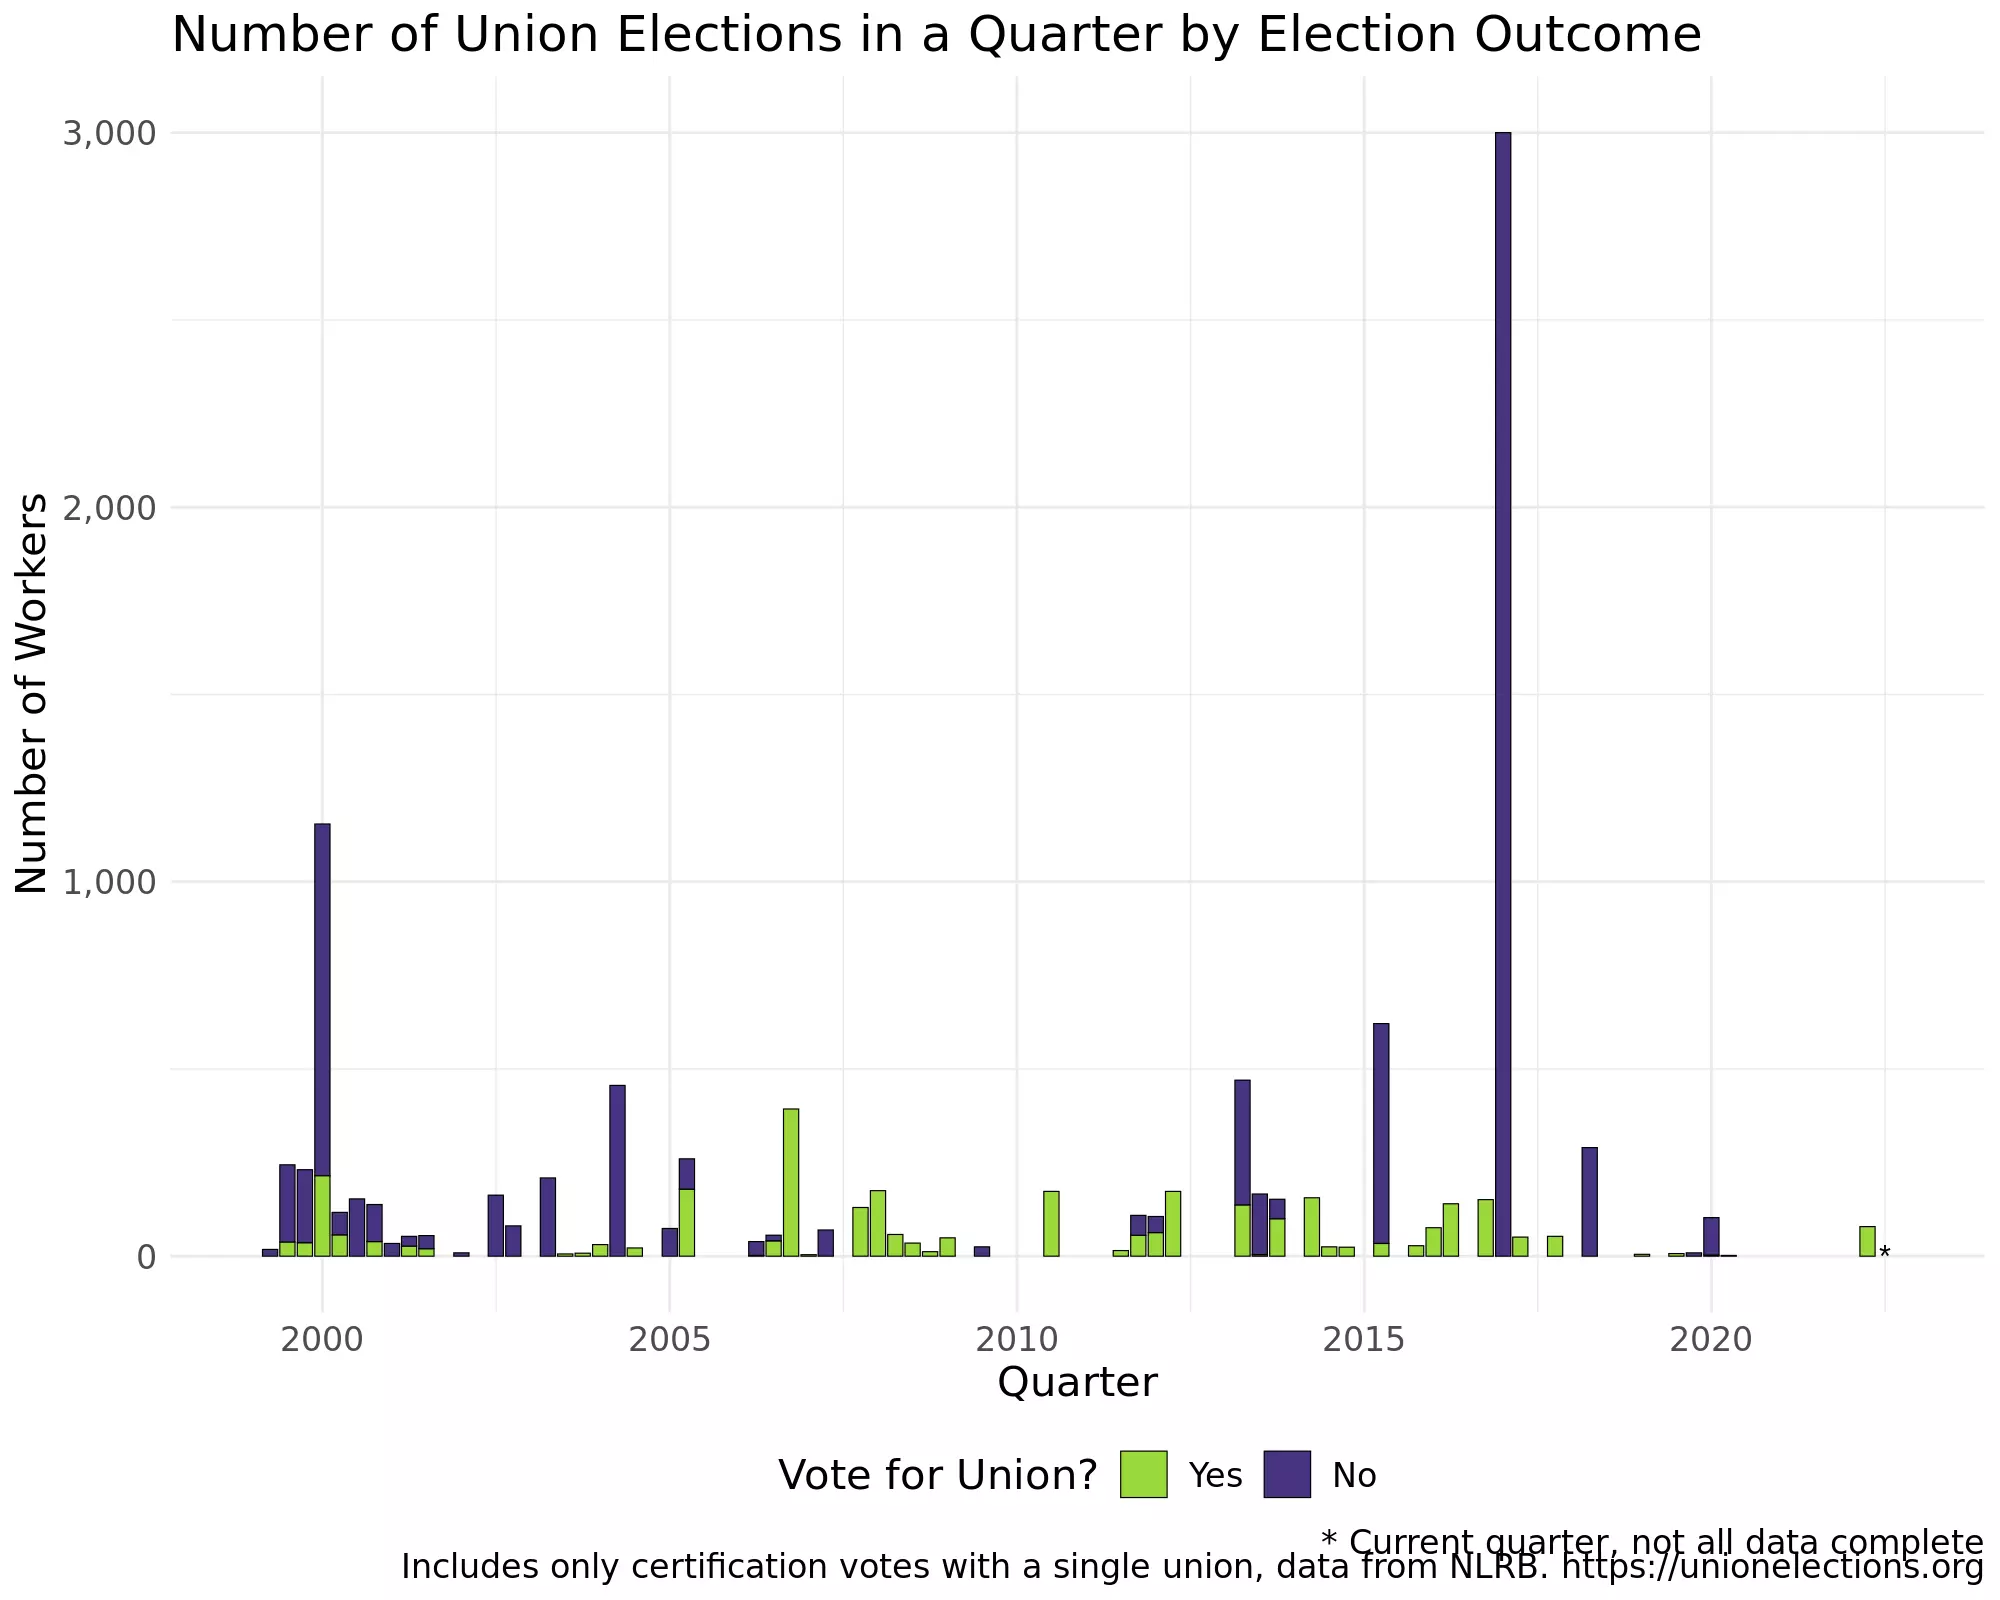 Number of Union Elections in a Quarter by Election Outcome
Number of Workers
3,000
2,000
1,000
0
2000 2005 2010 2015 2020
*
Quarter
Vote for Union? Yes No
* Current quarter, not all data complete
Includes only certification votes with a single union, data from NLRB. https://unionelections.org